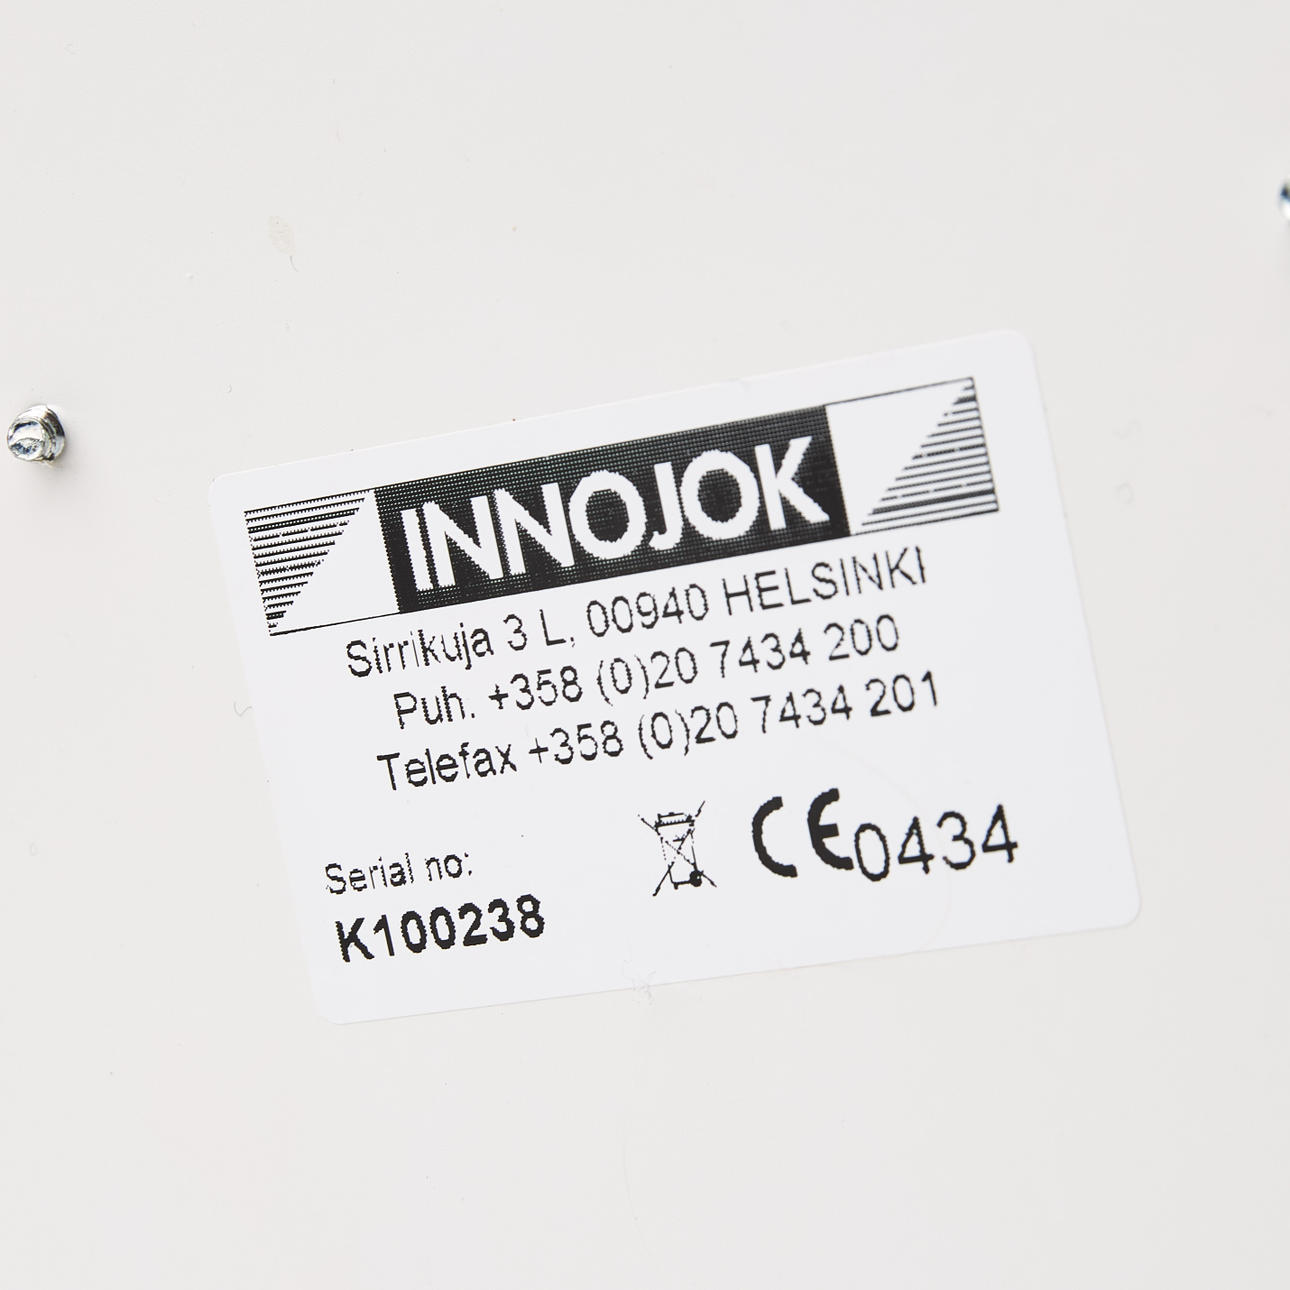 INNOJOK
Sirrikuja 3 L, 00940 HELSINKI
Puh. +358 (0)20 7434 200
Telefax +358 (0)20 7434 201
Serial no:
K100238
CE0434